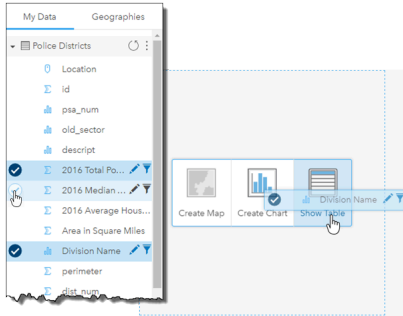 My Data Geographies
Police Districts
Location
id
psa_num
old_sector
descript
2016 Total Po...
2016 Median ...
2016 Average Hous...
Area in Square Miles
Division Name
perimeter
dist_num
Create Map Create Chart Show Table
Division Name